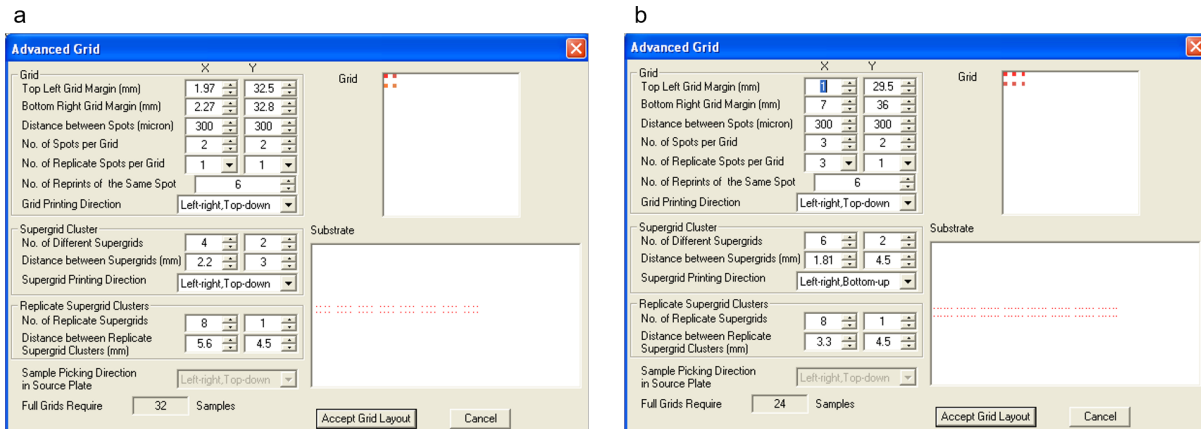 a
Advanced Grid
X Y
Grid
Top Left Grid Margin (mm) 1.97 32.5
Bottom Right Grid Margin (mm) 2.27 32.8
Distance between Spots (micron) 300 300
No. of Spots per Grid 2 2
No. of Replicate Spots per Grid 1 1
No. of Reprints of the Same Spot 6
Grid Printing Direction Left-right,Top-down
Grid
Supergrid Cluster
No. of Different Supergrids 4 2
Distance between Supergrids (mm) 2.2 3
Supergrid Printing Direction Left-right,Top-down
Substrate
Replicate Supergrid Clusters
No. of Replicate Supergrids 8 1
Distance between Replicate
Supergrid Clusters (mm) 5.6 4.5
Sample Picking Direction
in Source Plate Left-right,Top-down
Full Grids Require 32 Samples
Accept Grid Layout Cancel
b
Advanced Grid
X Y
Grid
Top Left Grid Margin (mm) 1 29.5
Bottom Right Grid Margin (mm) 7 36
Distance between Spots (micron) 300 300
No. of Spots per Grid 3 2
No. of Replicate Spots per Grid 3 1
No. of Reprints of the Same Spot 6
Grid Printing Direction Left-right,Top-down
Grid
Supergrid Cluster
No. of Different Supergrids 6 2
Distance between Supergrids (mm) 1.81 4.5
Supergrid Printing Direction Left-right,Bottom-up
Substrate
Replicate Supergrid Clusters
No. of Replicate Supergrids 8 1
Distance between Replicate
Supergrid Clusters (mm) 3.3 4.5
Sample Picking Direction
in Source Plate Left-right,Top-down
Full Grids Require 24 Samples
Accept Grid Layout Cancel